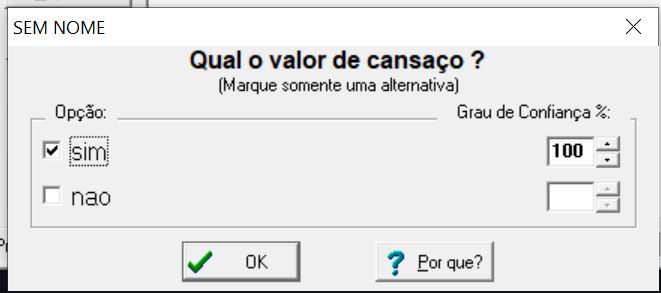 SEM NOME
Qual o valor de cansaço ?
(Marque somente uma alternativa)
Opção: Grau de Confiança %:
sim 100
nao
OK Por que?